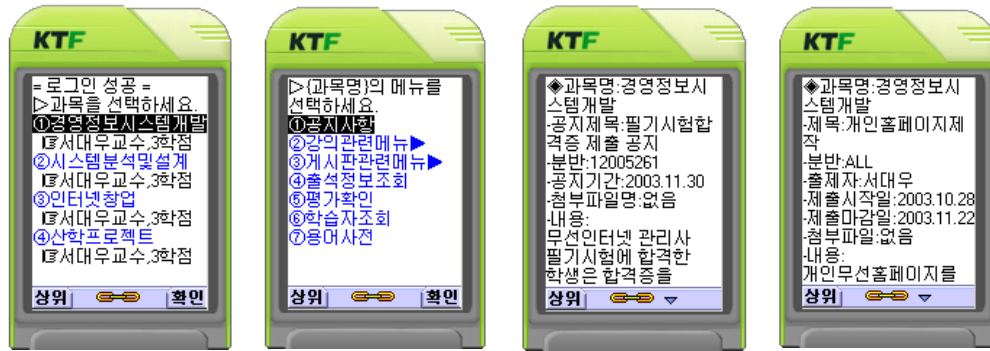 KTF
= 로그인 성공 =
▷과목을 선택하세요.
①경영정보시스템개발
☞서대우교수,3학점
②시스템분석및설계
☞서대우교수,3학점
③인터넷창업
☞서대우교수,3학점
④산학프로젝트
☞서대우교수,3학점
상위 확인
KTF
▷{과목명}의 메뉴를
선택하세요.
①공지사항
②강의관련메뉴▶
③게시판관련메뉴▶
④출석정보조회
⑤평가확인
⑥학습자조회
⑦용어사전
상위 확인
KTF
◈과목명:경영정보시
스템개발
-공지제목:필기시험합
격증 제출 공지
-분반:12005261
-공지기간:2003.11.30
-첨부파일명:없음
-내용:
무선인터넷 관리사
필기시험에 합격한
학생은 합격증을
상위
KTF
◈과목명:경영정보시
스템개발
-제목:개인홈페이지제
작
-분반:ALL
-출제자:서대우
-제출시작일:2003.10.28
-제출마감일:2003.11.22
-첨부파일:없음
-내용:
개인무선홈페이지를
상위